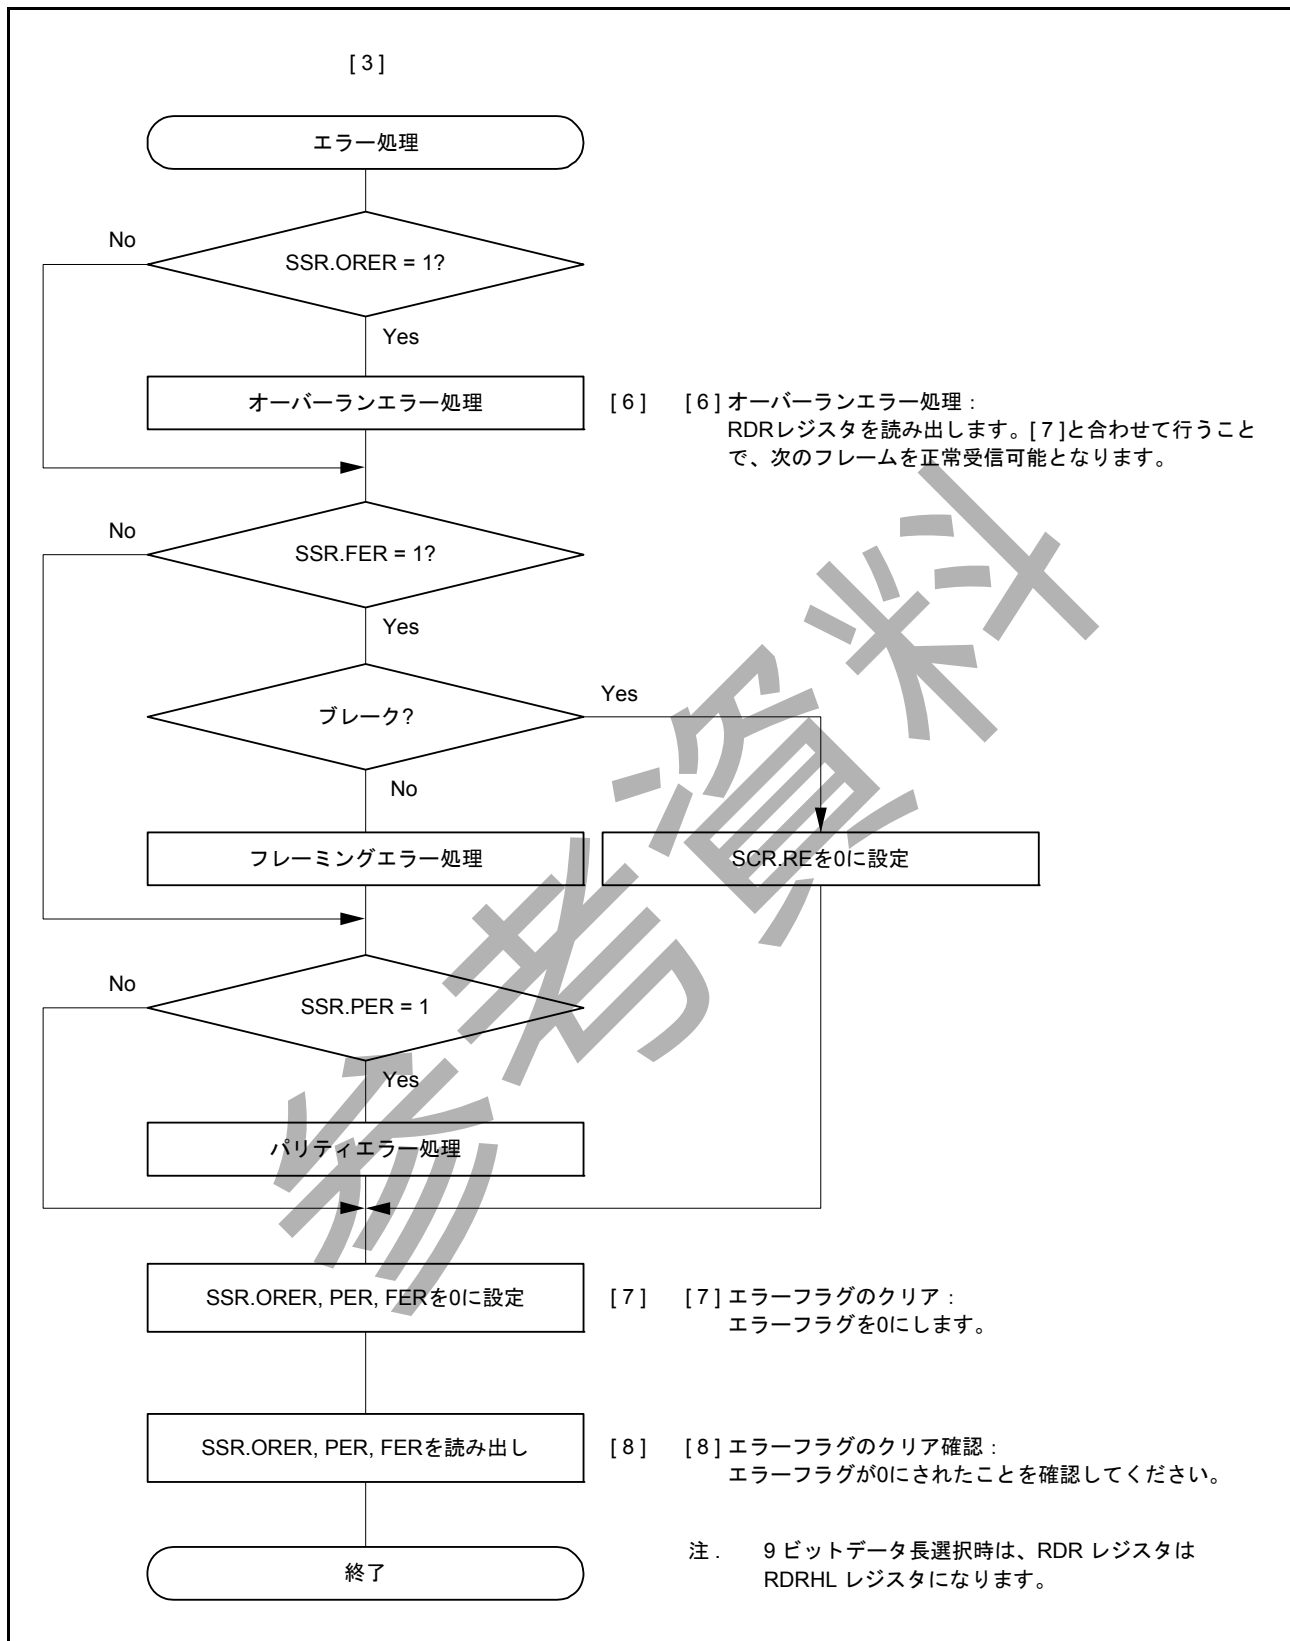 [ 3 ]
エラー処理
No
SSR.ORER = 1?
Yes
オーバーランエラー処理
[ 6 ]
[ 6 ] オーバーランエラー処理：
RDRレジスタを読み出します。[ 7 ]と合わせて行うこと
で、次のフレームを正常受信可能となります。
No
SSR.FER = 1?
Yes
ブレーク?
Yes
No
フレーミングエラー処理
SCR.REを0に設定
No
SSR.PER = 1
Yes
パリティエラー処理
SSR.ORER, PER, FERを0に設定
[ 7 ]
[ 7 ] エラーフラグのクリア：
エラーフラグを0にします。
SSR.ORER, PER, FERを読み出し
[ 8 ]
[ 8 ] エラーフラグのクリア確認：
エラーフラグが0にされたことを確認してください。
終了
注． 9 ビットデータ長選択時は、RDR レジスタは
RDRHL レジスタになります。
参考資料